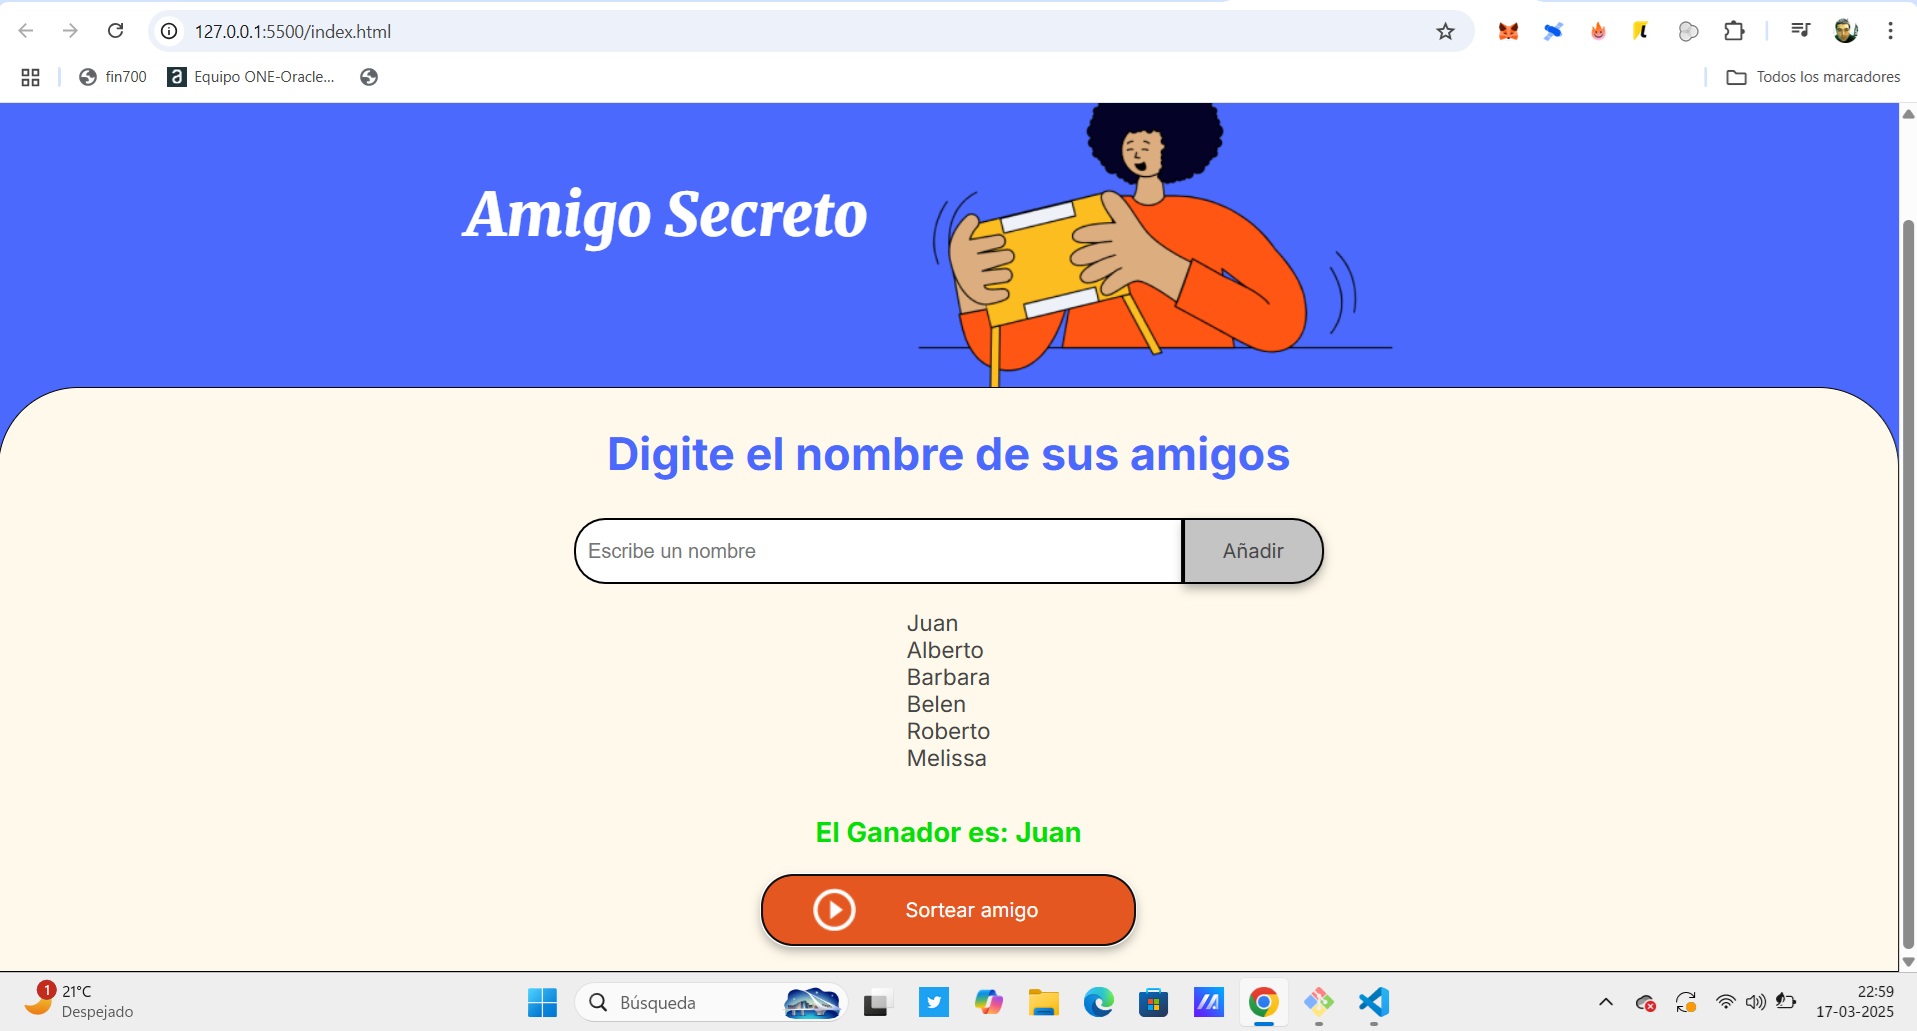 127.0.0.1:5500/index.html
fin700
Equipo ONE-Oracle...
Todos los marcadores
Amigo Secreto
Digite el nombre de sus amigos
Escribe un nombre
Añadir
Juan
Alberto
Barbara
Belen
Roberto
Melissa
El Ganador es: Juan
Sortear amigo
1
21°C
Despejado
Búsqueda
22:59
17-03-2025